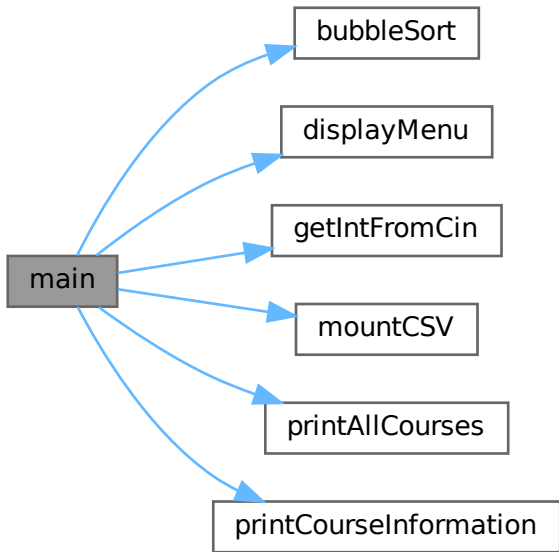 bubbleSort
displayMenu
getIntFromCin
main
mountCSV
printAllCourses
printCourseInformation